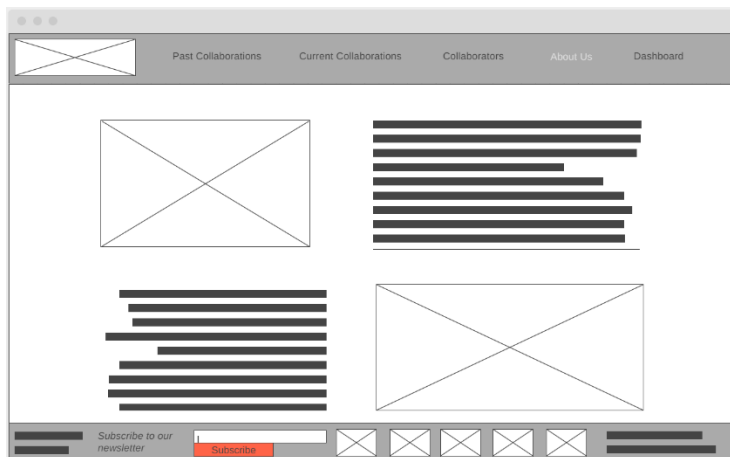 Past Collaborations Current Collaborations Collaborators About Us Dashboard
Subscribe to our
newsletter
Subscribe